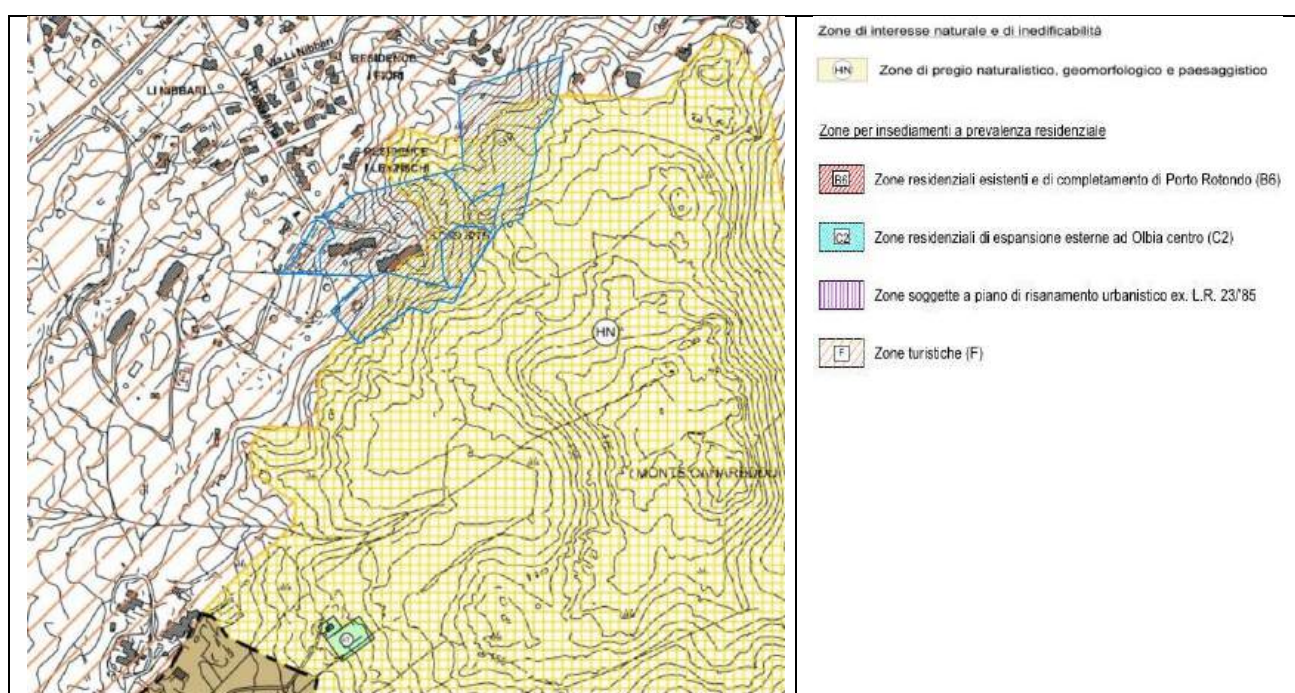 Via Li Nibbari
RESIDENCE
I FIORI
LI NIBBARI
RESIDENCE
HN
Zone di interesse naturale e di inedificabilità
HN Zone di pregio naturalistico, geomorfologico e paesaggistico
Zone per insediamenti a prevalenza residenziale
B6 Zone residenziali esistenti e di completamento di Porto Rotondo (B6)
C2 Zone residenziali di espansione esterne ad Olbia centro (C2)
Zone soggette a piano di risanamento urbanistico ex. L.R. 23/'85
F Zone turistiche (F)